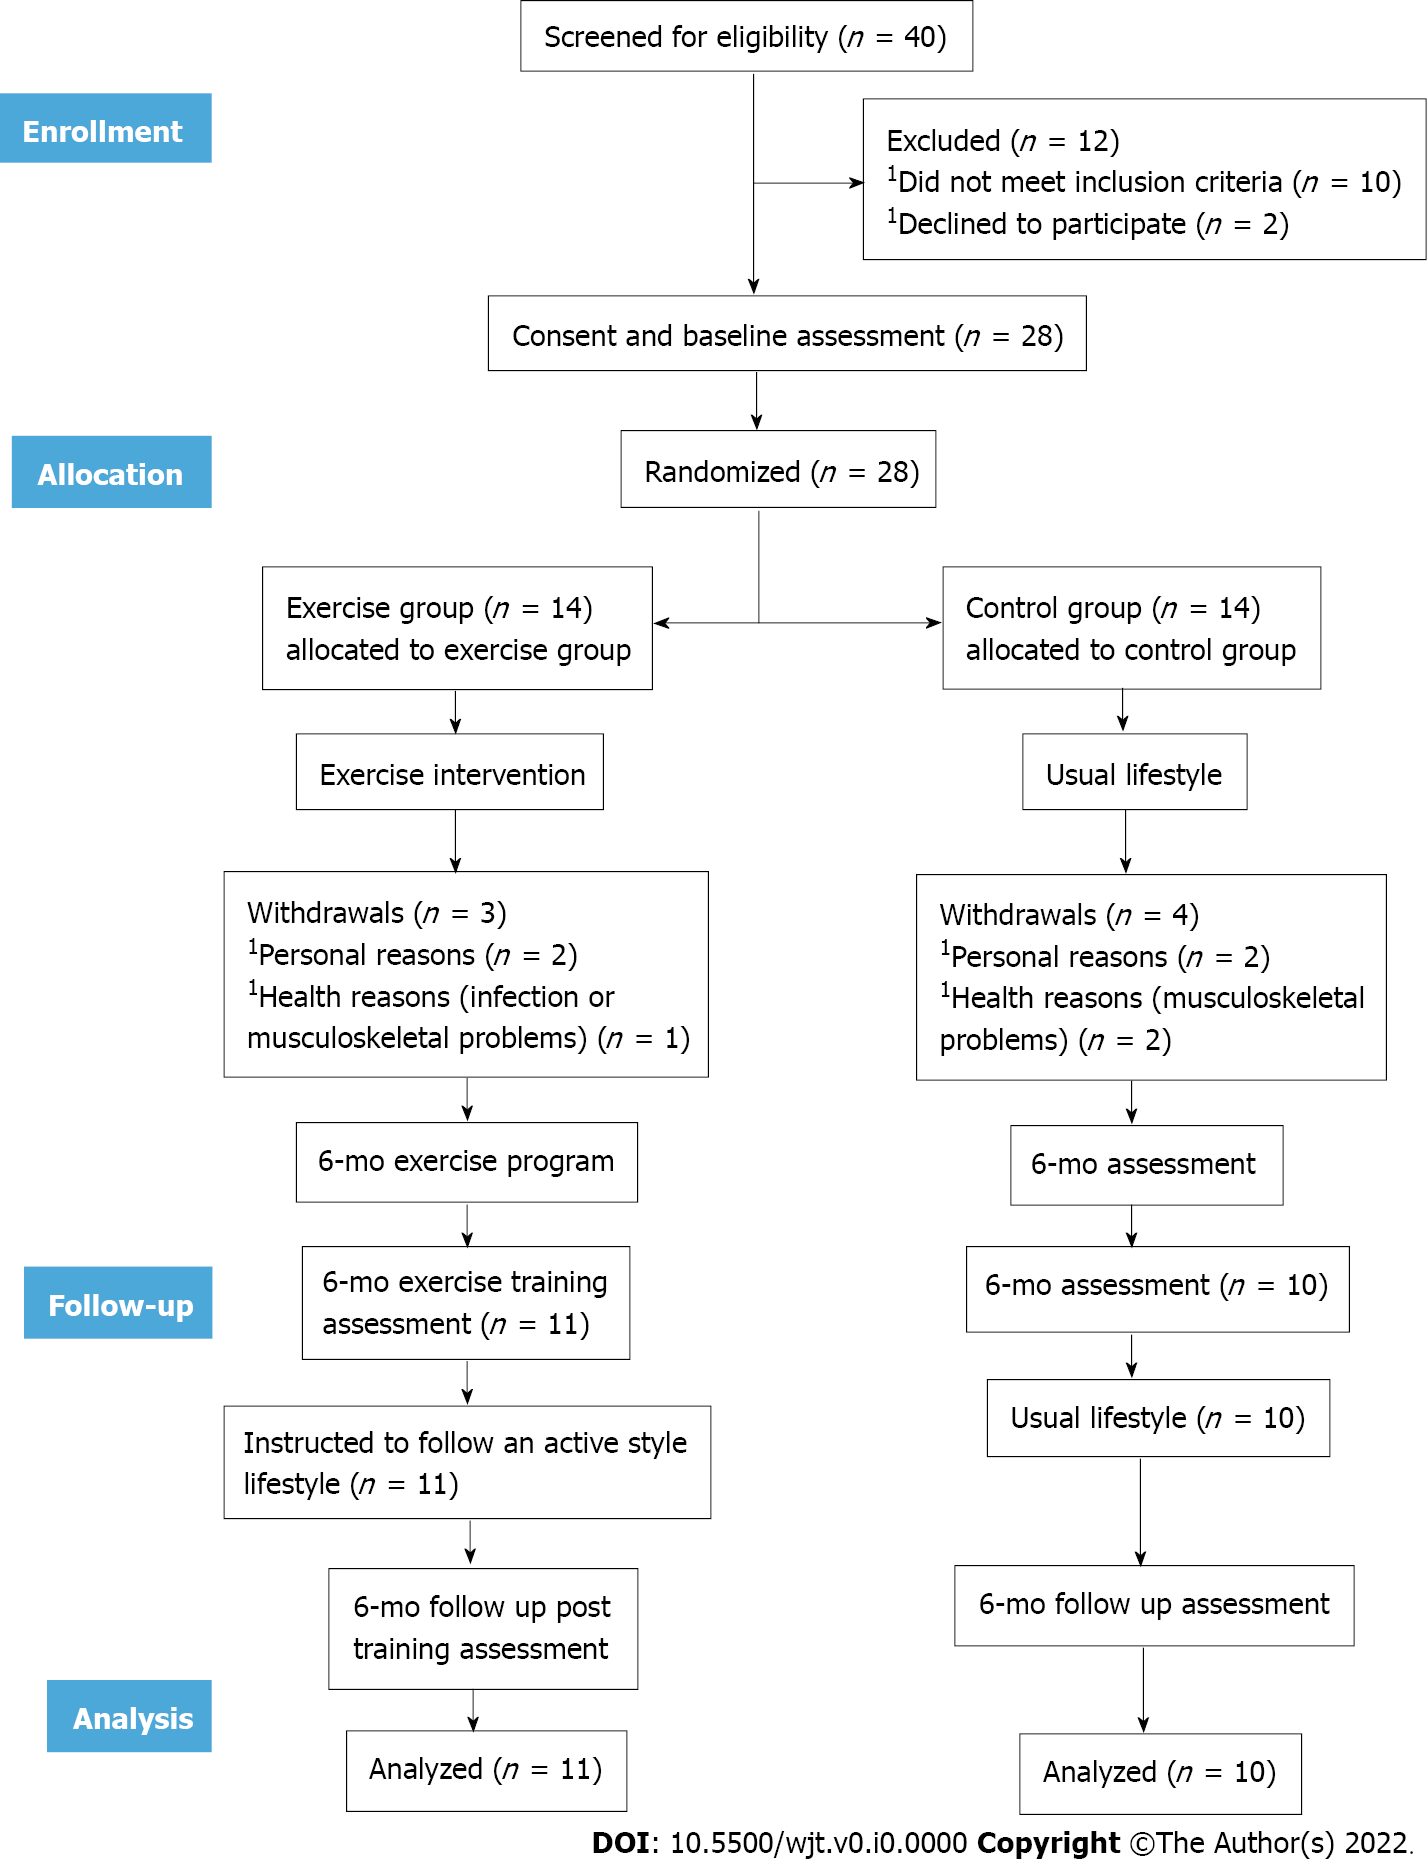 Screened for eligibility (n = 40)
Enrollment
Excluded (n = 12)
¹Did not meet inclusion criteria (n = 10)
¹Declined to participate (n = 2)
Consent and baseline assessment (n = 28)
Allocation
Randomized (n = 28)
Exercise group (n = 14)
allocated to exercise group
Control group (n = 14)
allocated to control group
Exercise intervention
Usual lifestyle
Withdrawals (n = 3)
¹Personal reasons (n = 2)
¹Health reasons (infection or
musculoskeletal problems) (n = 1)
Withdrawals (n = 4)
¹Personal reasons (n = 2)
¹Health reasons (musculoskeletal
problems) (n = 2)
6-mo exercise program
6-mo assessment
Follow-up
6-mo exercise training
assessment (n = 11)
6-mo assessment (n = 10)
Instructed to follow an active style
lifestyle (n = 11)
Usual lifestyle (n = 10)
6-mo follow up post
training assessment
6-mo follow up assessment
Analysis
Analyzed (n = 11)
Analyzed (n = 10)
DOI: 10.5500/wjt.v0.i0.0000 Copyright ©The Author(s) 2022.